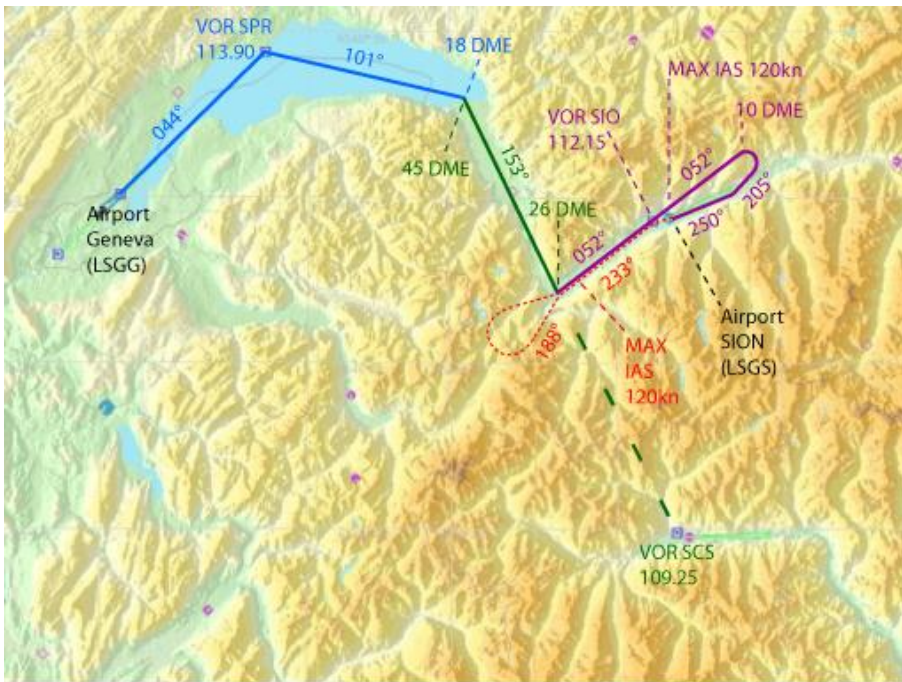 VOR SPR
113.90
18 DME
101°
044°
MAX IAS 120kn
VOR SIO
112.15
10 DME
45 DME
153°
052°
205°
26 DME
250°
052°
233°
Airport
Geneva
(LSGG)
188°
MAX
IAS
120kn
Airport
SION
(LSGS)
VOR SCS
109.25